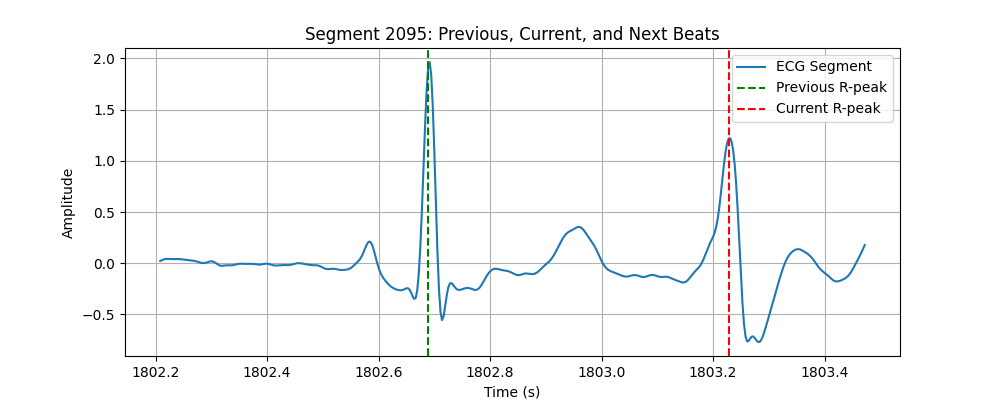 Segment 2095: Previous, Current, and Next Beats
ECG Segment
Previous R-peak
Current R-peak
2.0
1.5
1.0
0.5
0.0
−0.5
Amplitude
1802.2 1802.4 1802.6 1802.8 1803.0 1803.2 1803.4
Time (s)